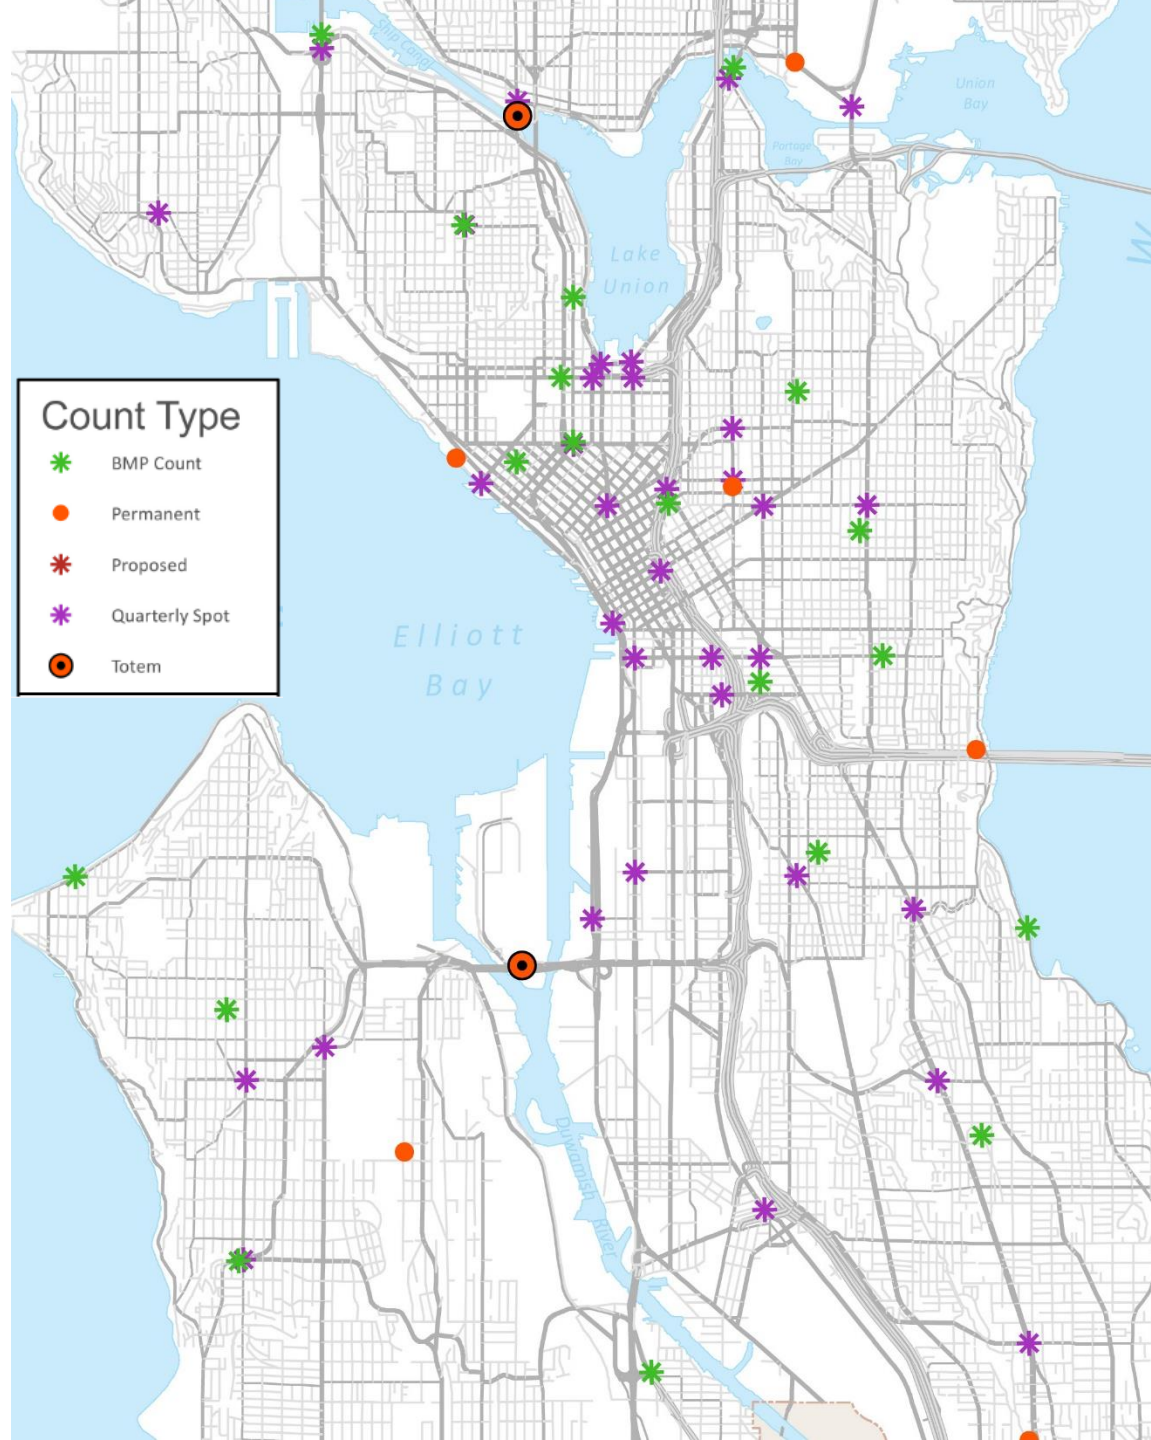 Ship Canal
Union
Bay
Portage
Bay
W
Lake
Union
Count Type
BMP Count
Permanent
Proposed
Quarterly Spot
Totem
Elliott
Bay
Duwamish River